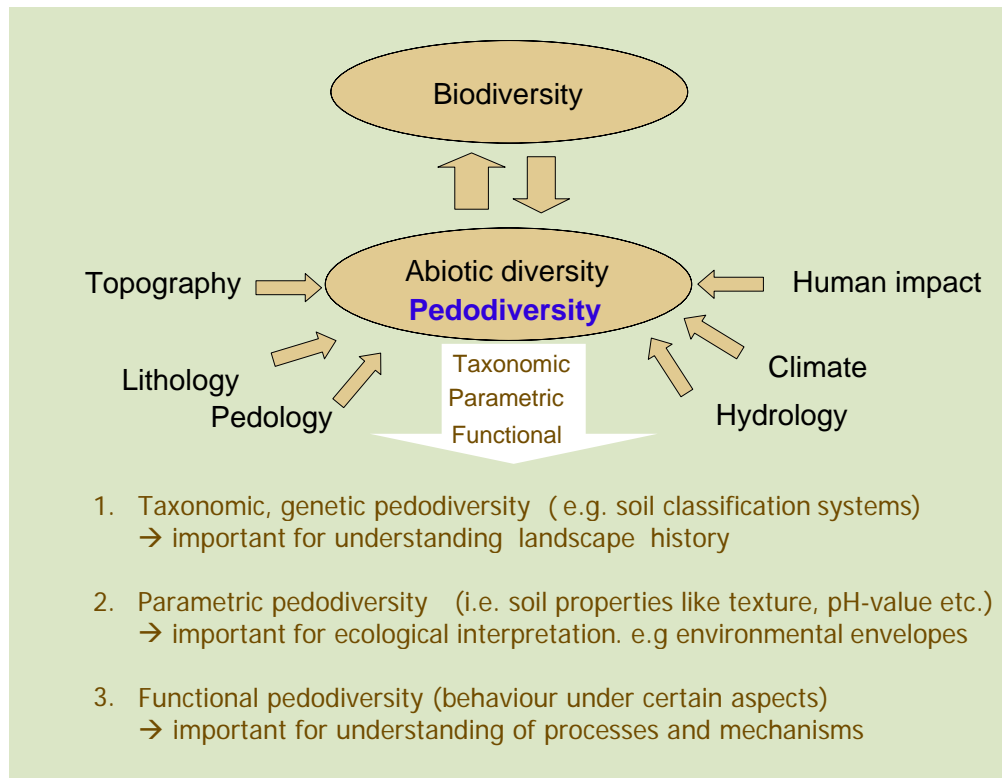 Biodiversity
Abiotic diversity
Pedodiversity
Topography
Lithology
Pedology
Human impact
Climate
Hydrology
Taxonomic
Parametric
Functional
1. Taxonomic, genetic pedodiversity ( e.g. soil classification systems)
→ important for understanding landscape history
2. Parametric pedodiversity (i.e. soil properties like texture, pH-value etc.)
→ important for ecological interpretation. e.g environmental envelopes
3. Functional pedodiversity (behaviour under certain aspects)
→ important for understanding of processes and mechanisms